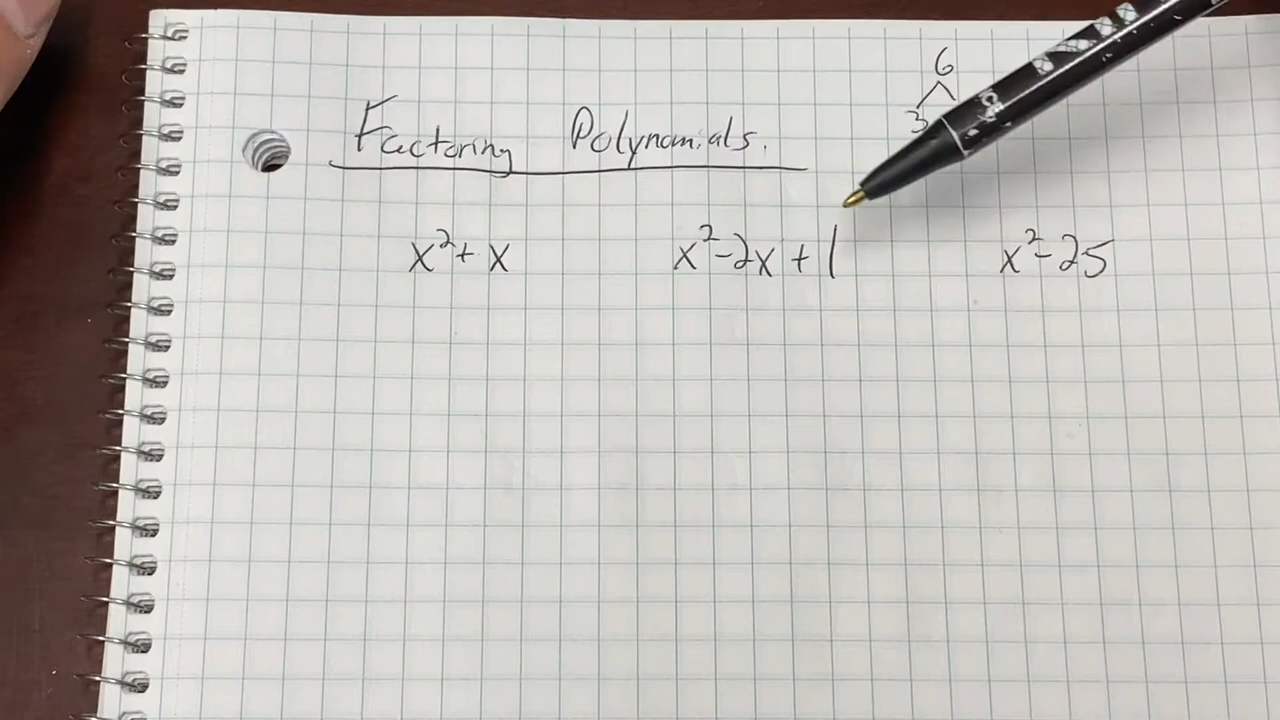 6
3
Factoring Polynomials.
x²+ x
x²-2x + 1
x²-25